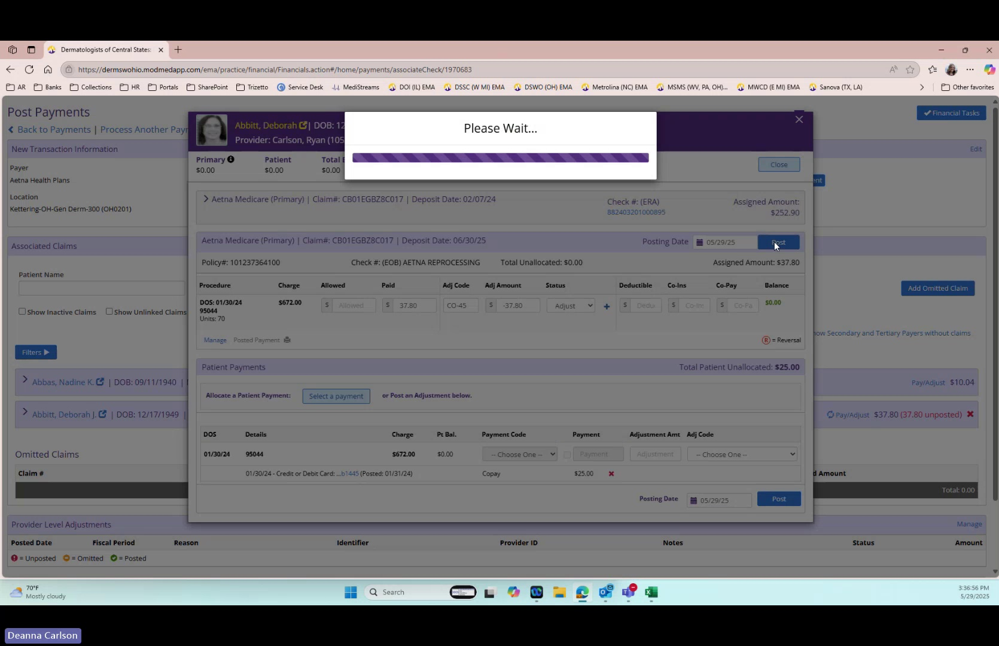 Dermatologists of Central States:
https://dermswohio.modmedapp.com/ema/practice/financial/Financials.action#/home/payments/associateCheck/1970683
AR Banks Collections HR Portals SharePoint Trizetto Service Desk MediStreams DOI (IL) EMA DSSC (W MI) EMA DSWO (OH) EMA Metrolina (NC) EMA MSMS (WV, PA, OH)... MWCD (E MI) EMA Sanova (TX, LA) Other favorites
Post Payments
Financial Tasks
Back to Payments | Process Another Payr
New Transaction Information
Edit
Payer
Aetna Health Plans
Location
Kettering-OH-Gen Derm-300 (OH0201)
Associated Claims
Patient Name
Show Inactive Claims Show Unlinked Claims
Add Omitted Claim
ow Secondary and Tertiary Payers without claims
Filters
Abbas, Nadine K. | DOB: 09/11/1940 |
Pay/Adjust $10.04
Abbitt, Deborah J. | DOB: 12/17/1949 |
Pay/Adjust $37.80 (37.80 unposted)
Omitted Claims
Claim #
d Amount
Total: 0.00
Provider Level Adjustments
Manage
Posted Date Fiscal Period Reason Identifier Provider ID Notes Status Amount
= Unposted = Omitted = Posted
Abbitt, Deborah | DOB: 12
Provider: Carlson, Ryan (105
Please Wait...
Primary Patient Total
$0.00 $0.00 $0.00
Close
Aetna Medicare (Primary) | Claim#: CB01EGBZ8C017 | Deposit Date: 02/07/24
Check #: (ERA)
882403201000895
Assigned Amount:
$252.90
Aetna Medicare (Primary) | Claim#: CB01EGBZ8C017 | Deposit Date: 06/30/25
Posting Date 05/29/25 Post
Policy#: 101237364100 Check #: (EOB) AETNA REPROCESSING Total Unallocated: $0.00 Assigned Amount: $37.80
Procedure Charge Allowed Paid Adj Code Adj Amount Status Deductible Co-Ins Co-Pay Balance
DOS: 01/30/24 $672.00 $ Allowed $ 37.80 CO-45 $ -37.80 Adjust $ Dedu $ Co-In $ Co-Pa $0.00
95044
Units: 70
Manage Posted Payment
R = Reversal
Patient Payments
Total Patient Unallocated: $25.00
Allocate a Patient Payment: Select a payment or Post an Adjustment below.
DOS Details Charge Pt Bal. Payment Code Payment Adjustment Amt Adj Code
01/30/24 95044 $672.00 $0.00 -- Choose One -- Payment Adjustment -- Choose One --
01/30/24 - Credit or Debit Card: ...b1445 (Posted: 01/31/24) Copay $25.00
Posting Date 05/29/25 Post
70°F
Mostly cloudy
Search
3:36:56 PM
5/29/2025
Deanna Carlson